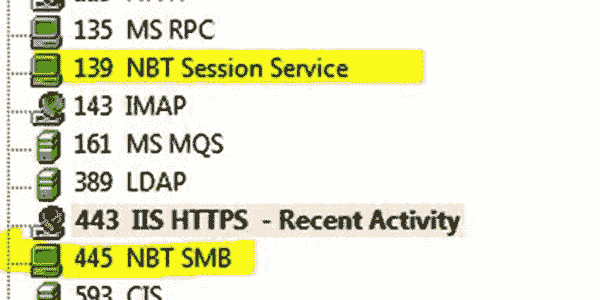 135 MS RPC
139 NBT Session Service
143 IMAP
161 MS MQS
389 LDAP
443 IIS HTTPS - Recent Activity
445 NBT SMB
593 CIS